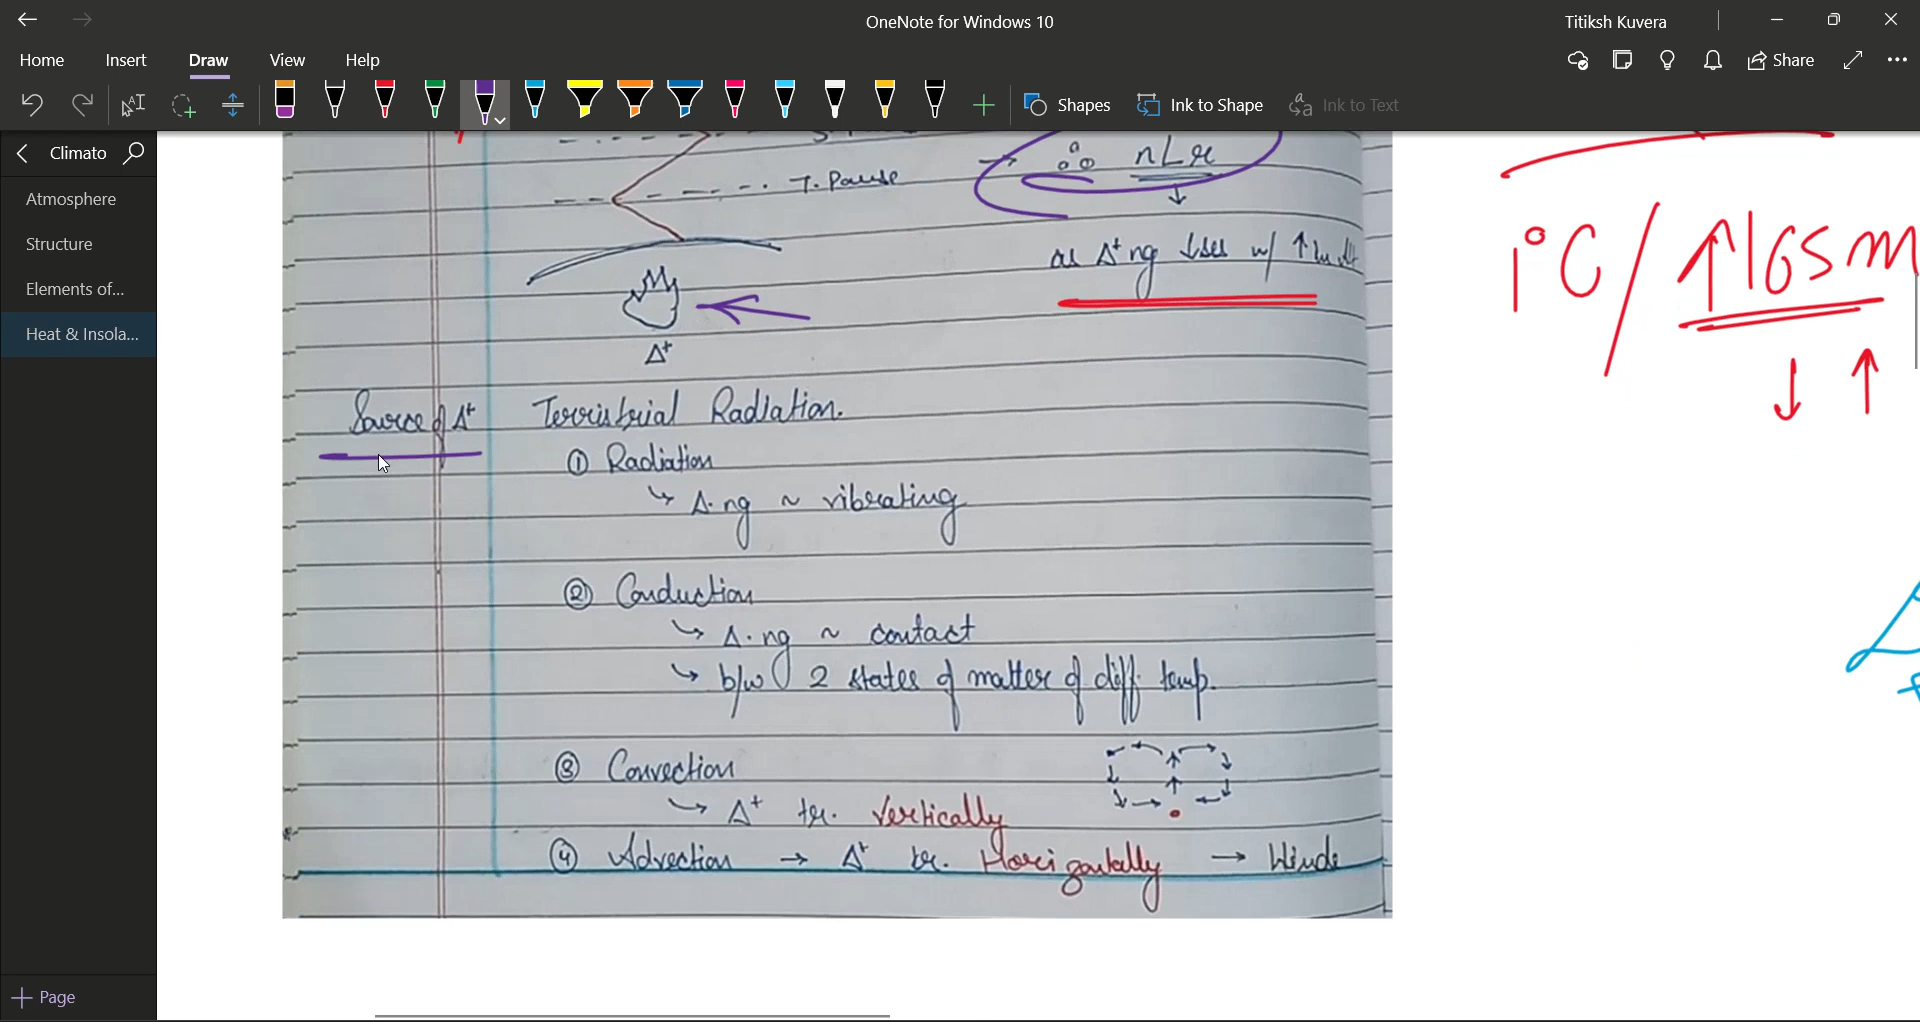 OneNote for Windows 10
Titiksh Kuvera
Home Insert Draw View Help
Share
Shapes Ink to Shape Ink to Text
Climato
Atmosphere
Structure
Elements of...
Heat & Insola...
Page
T. Pause
nLr
as Δ+ng ↓ses w/ ↑
Δ+
1°C/↑165m
↓ ↑
Source of Δ+ Terristrial Radiation.
① Radiation
↳ Δ.ng ~ vibrating
② Conduction
↳ Δ.ng ~ contact
↳ b/w 2 states of matter of diff. temp.
③ Convection
↳ Δ+ tr. Vertically
④ Advection → Δ+ tr. Horizontally → Winds